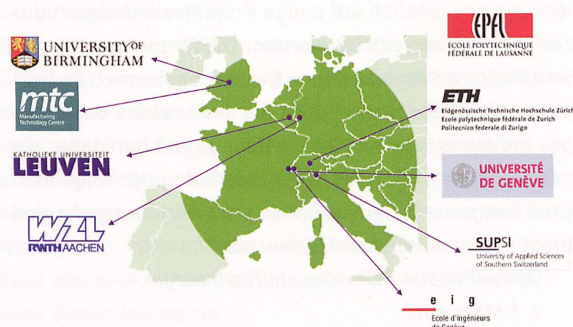 UNIVERSITYOF
BIRMINGHAM
mtc
Manufacturing
Technology Centre
KATHOLIEKE UNIVERSITEIT
LEUVEN
WZL
RWTH AACHEN
EPFL
ÉCOLE POLYTECHNIQUE
FÉDÉRALE DE LAUSANNE
ETH
Eidgenössische Technische Hochschule Zürich
Ecole polytechnique fédérale de Zurich
Politecnico federale di Zurigo
UNIVERSITÉ
DE GENÈVE
SUPSI
University of Applied Sciences
of Southern Switzerland
e i g
Ecole d'ingénieurs
de Genève